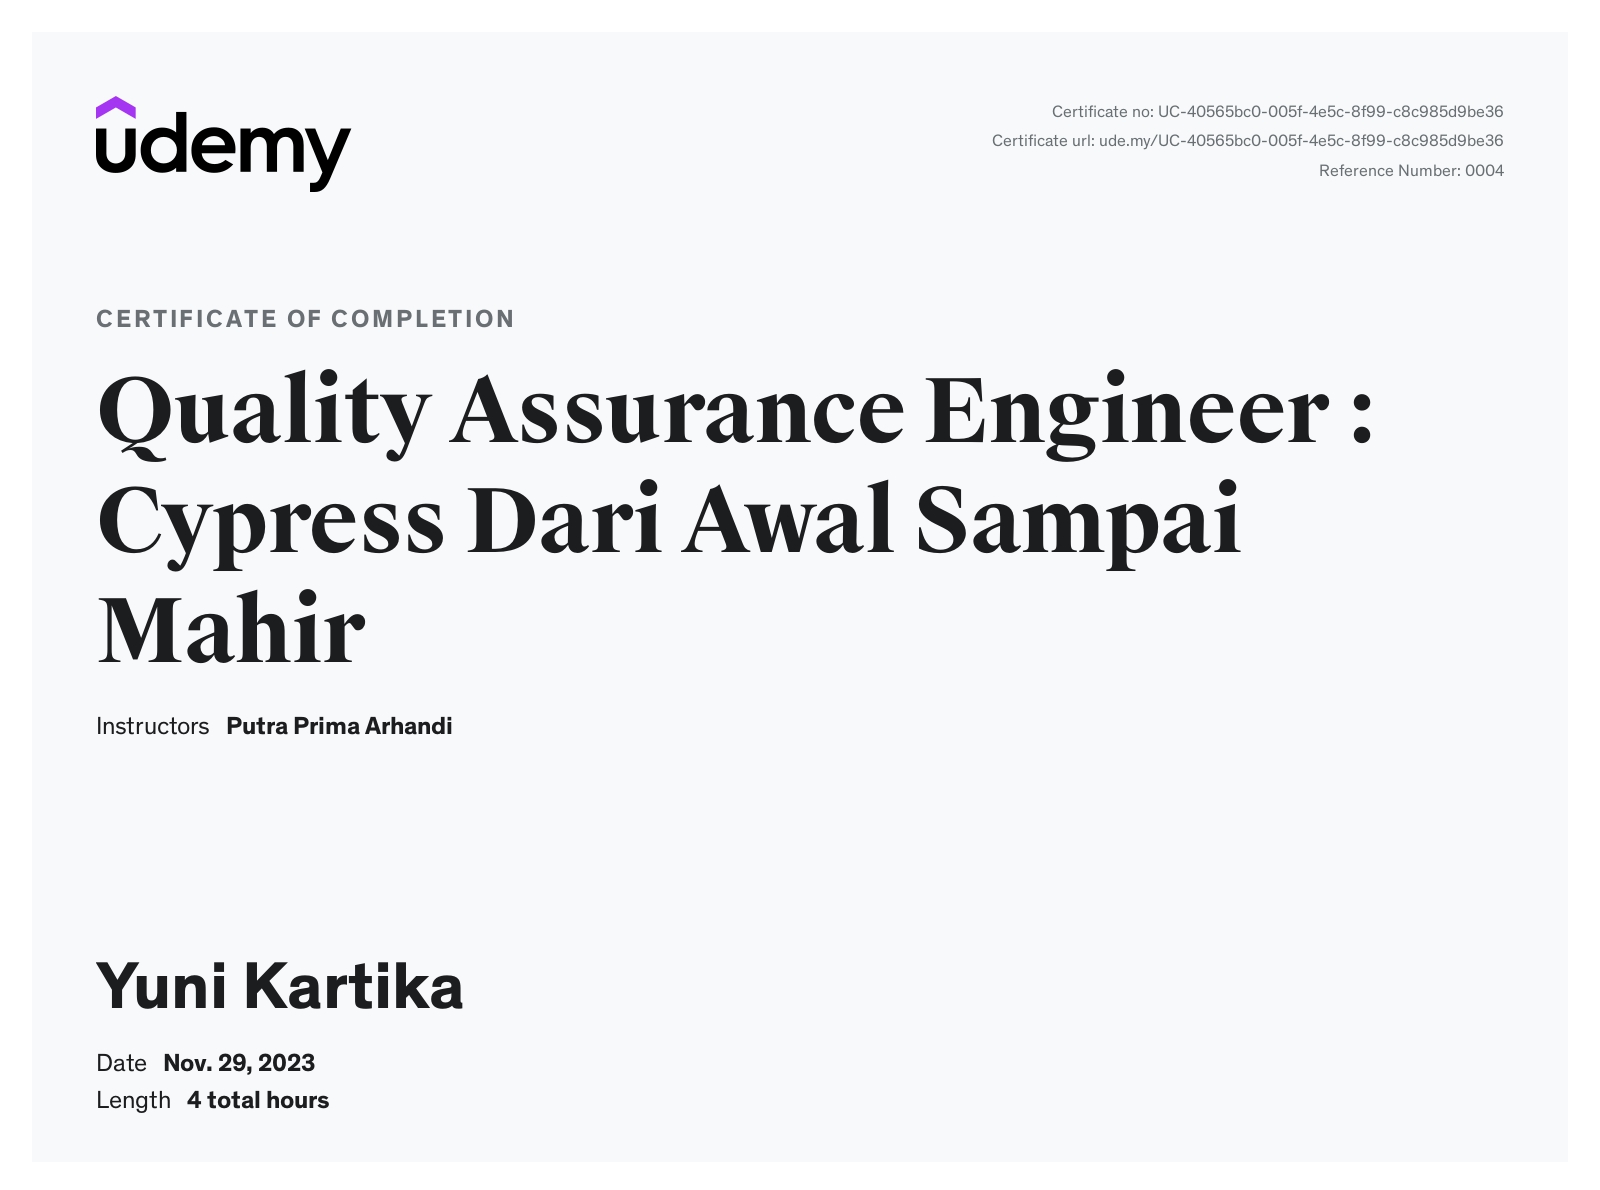 udemy
Certificate no: UC-40565bc0-005f-4e5c-8f99-c8c985d9be36
Certificate url: ude.my/UC-40565bc0-005f-4e5c-8f99-c8c985d9be36
Reference Number: 0004
CERTIFICATE OF COMPLETION
Quality Assurance Engineer :
Cypress Dari Awal Sampai
Mahir
Instructors Putra Prima Arhandi
Yuni Kartika
Date Nov. 29, 2023
Length 4 total hours